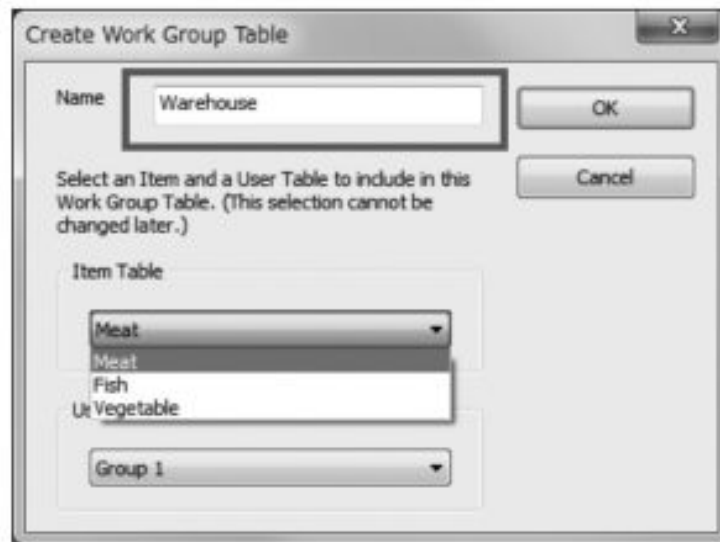 Create Work Group Table
x
Name
Warehouse
OK
Select an Item and a User Table to include in this
Work Group Table. (This selection cannot be
changed later.)
Cancel
Item Table
Meat
Meat
Fish
Vegetable
Us
Group 1